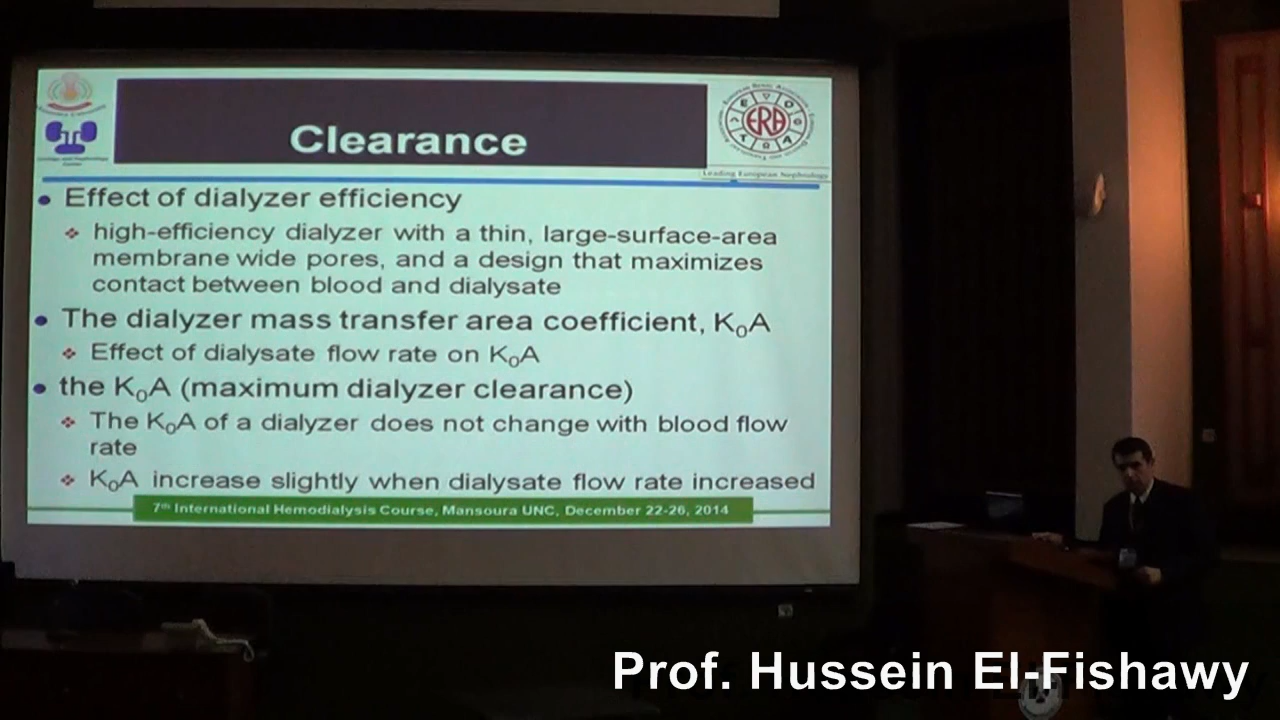 Clearance
ERA
Leading European Nephrology
• Effect of dialyzer efficiency
❖ high-efficiency dialyzer with a thin, large-surface-area
membrane wide pores, and a design that maximizes
contact between blood and dialysate
• The dialyzer mass transfer area coefficient, K₀A
❖ Effect of dialysate flow rate on K₀A
• the K₀A (maximum dialyzer clearance)
❖ The K₀A of a dialyzer does not change with blood flow
rate
❖ K₀A increase slightly when dialysate flow rate increased
7th International Hemodialysis Course, Mansoura UNC, December 22-26, 2014
Prof. Hussein El-Fishawy